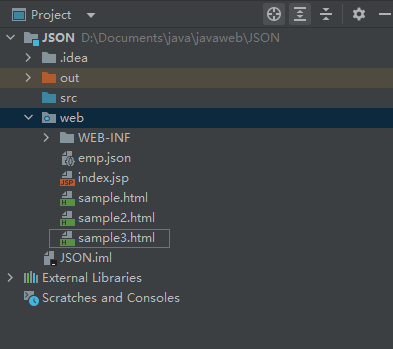 Project
JSON D:\Documents\java\javaweb\JSON
.idea
out
src
web
WEB-INF
emp.json
index.jsp
sample.html
sample2.html
sample3.html
JSON.iml
External Libraries
Scratches and Consoles